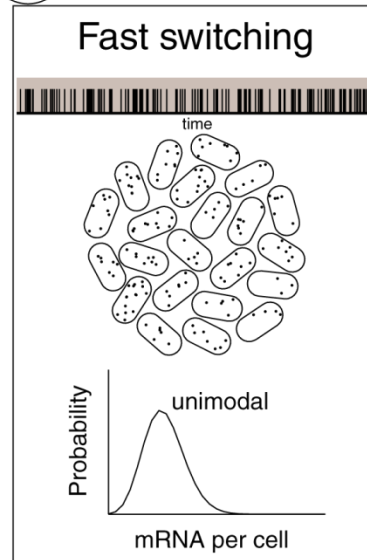 Fast switching
time
unimodal
Probability
mRNA per cell